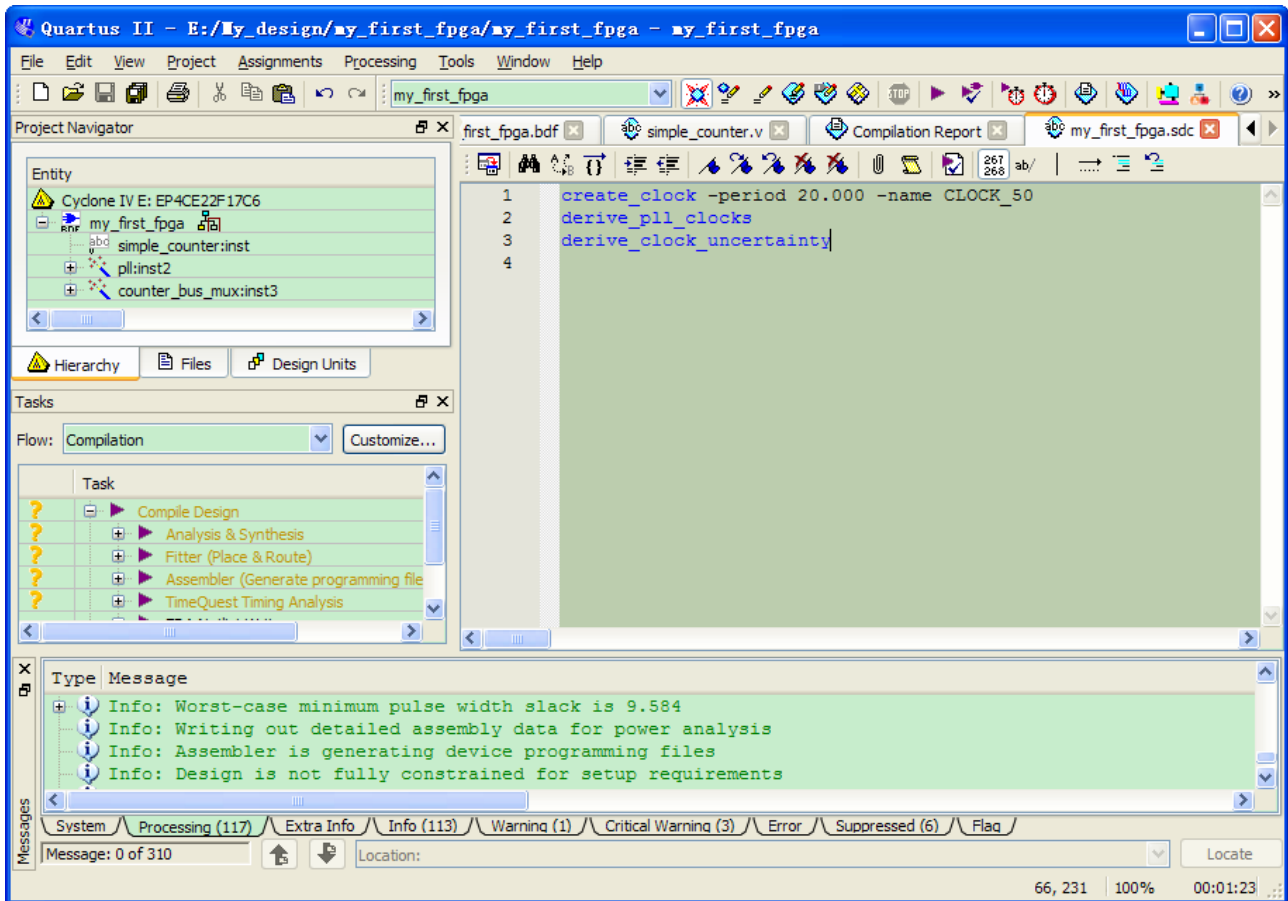 Quartus II - E:/My_design/my_first_fpga/my_first_fpga - my_first_fpga
File Edit View Project Assignments Processing Tools Window Help
my_first_fpga
STOP
Project Navigator
first_fpga.bdf
abc simple_counter.v
Compilation Report
abc my_first_fpga.sdc
267 268 ab/
Entity
Cyclone IV E: EP4CE22F17C6
BDF my_first_fpga
abc simple_counter:inst
pll:inst2
counter_bus_mux:inst3
Hierarchy
Files
Design Units
1 create_clock -period 20.000 -name CLOCK_50
2 derive_pll_clocks
3 derive_clock_uncertainty
4
Tasks
Flow: Compilation Customize...
Task
Compile Design
Analysis & Synthesis
Fitter (Place & Route)
Assembler (Generate programming file
TimeQuest Timing Analysis
Type Message
Info: Worst-case minimum pulse width slack is 9.584
Info: Writing out detailed assembly data for power analysis
Info: Assembler is generating device programming files
Info: Design is not fully constrained for setup requirements
Messages
System Processing (117) Extra Info Info (113) Warning (1) Critical Warning (3) Error Suppressed (6) Flag
Message: 0 of 310 Location: Locate
66, 231 100% 00:01:23